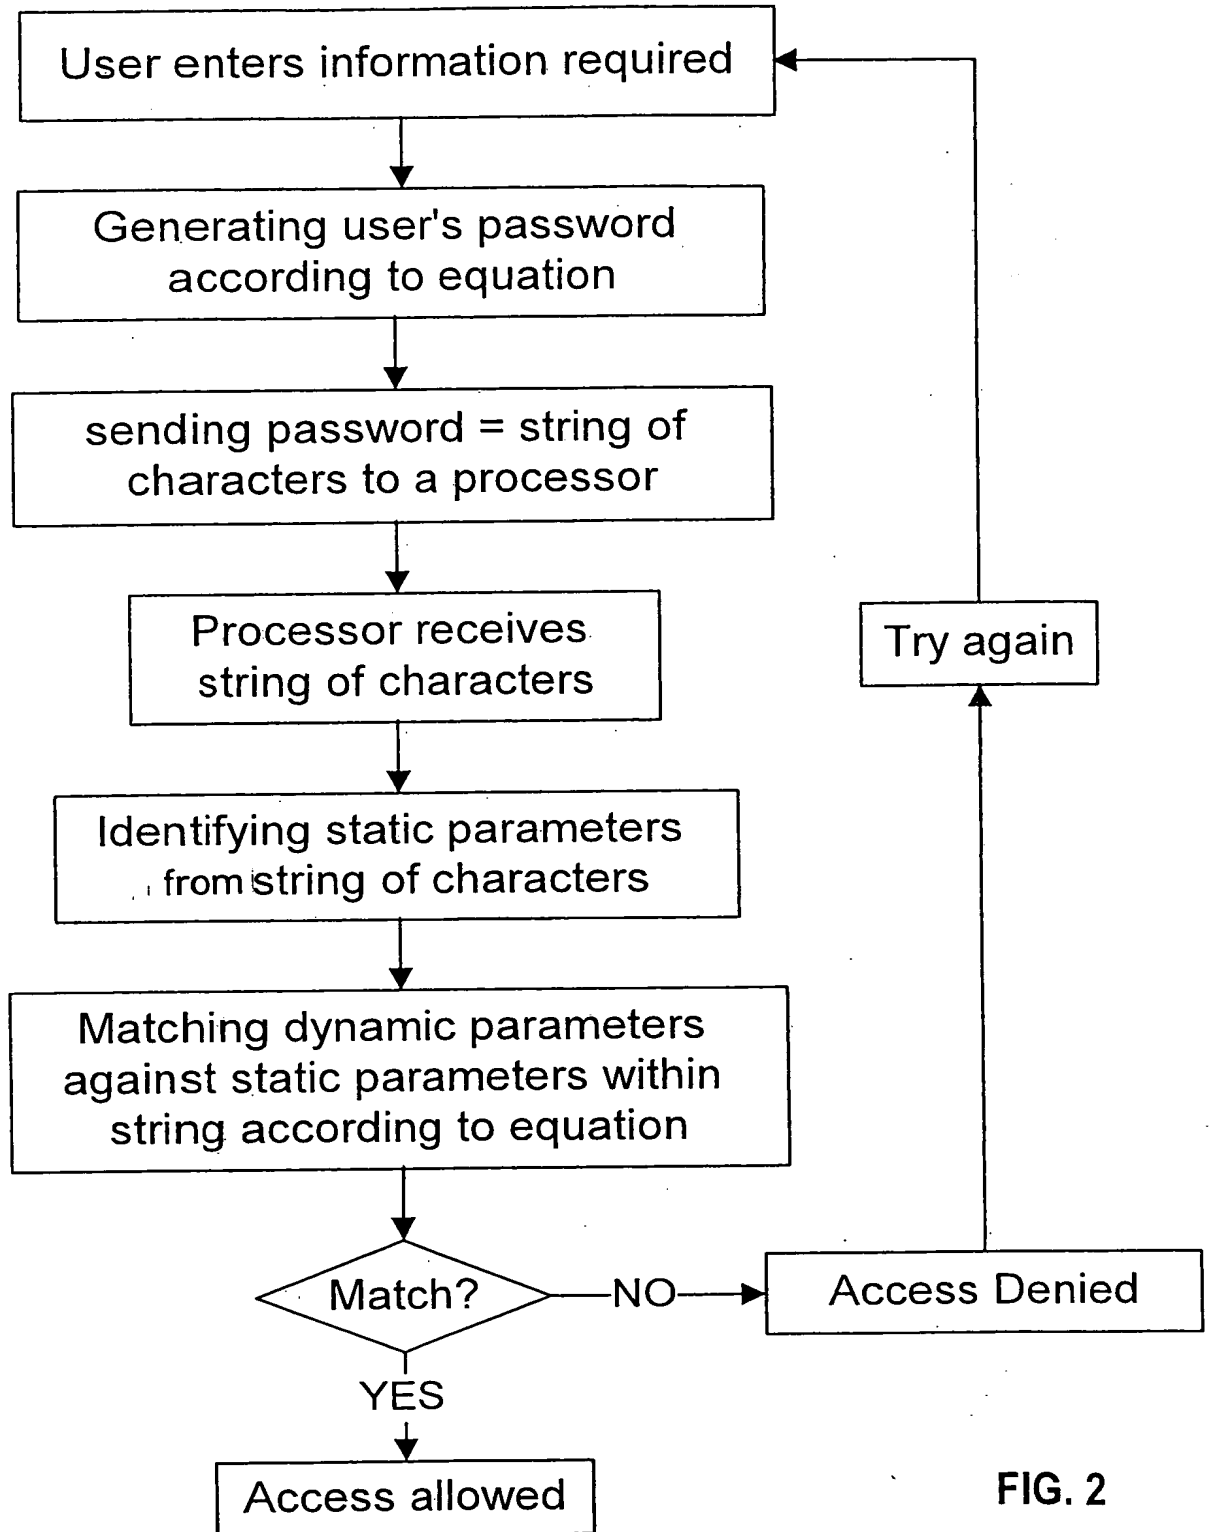 User enters information required
Generating user's password
according to equation
sending password = string of
characters to a processor
Processor receives
string of characters
Try again
Identifying static parameters
from string of characters
Matching dynamic parameters
against static parameters within
string according to equation
Match?
NO
Access Denied
YES
Access allowed
FIG. 2